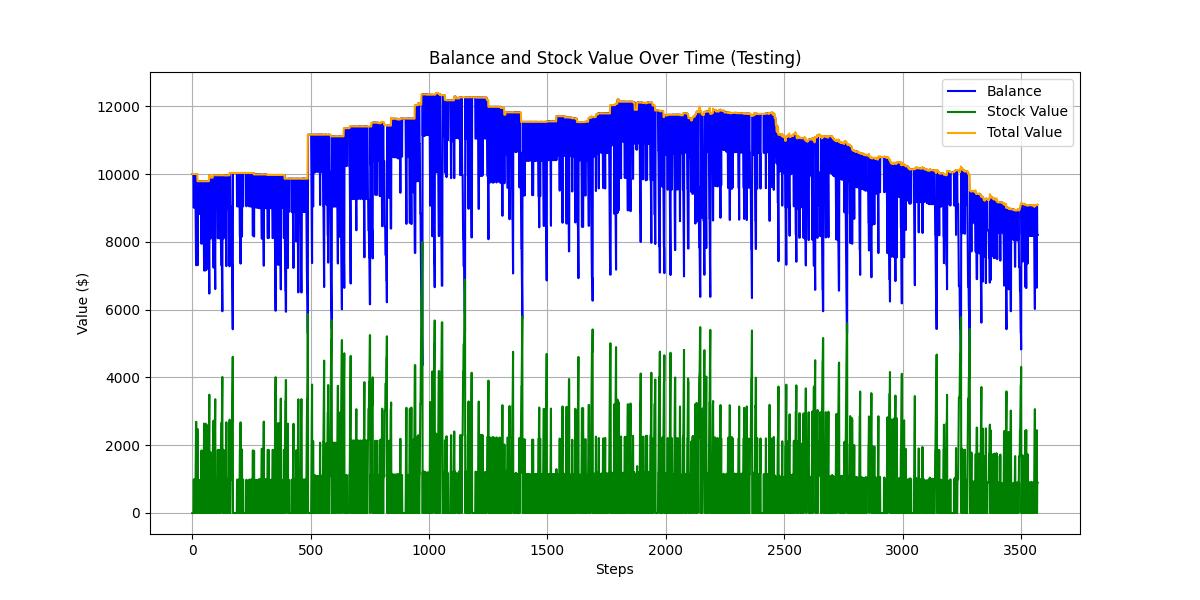 Balance and Stock Value Over Time (Testing)
Balance
Stock Value
Total Value
Value ($)
12000
10000
8000
6000
4000
2000
0
0 500 1000 1500 2000 2500 3000 3500
Steps